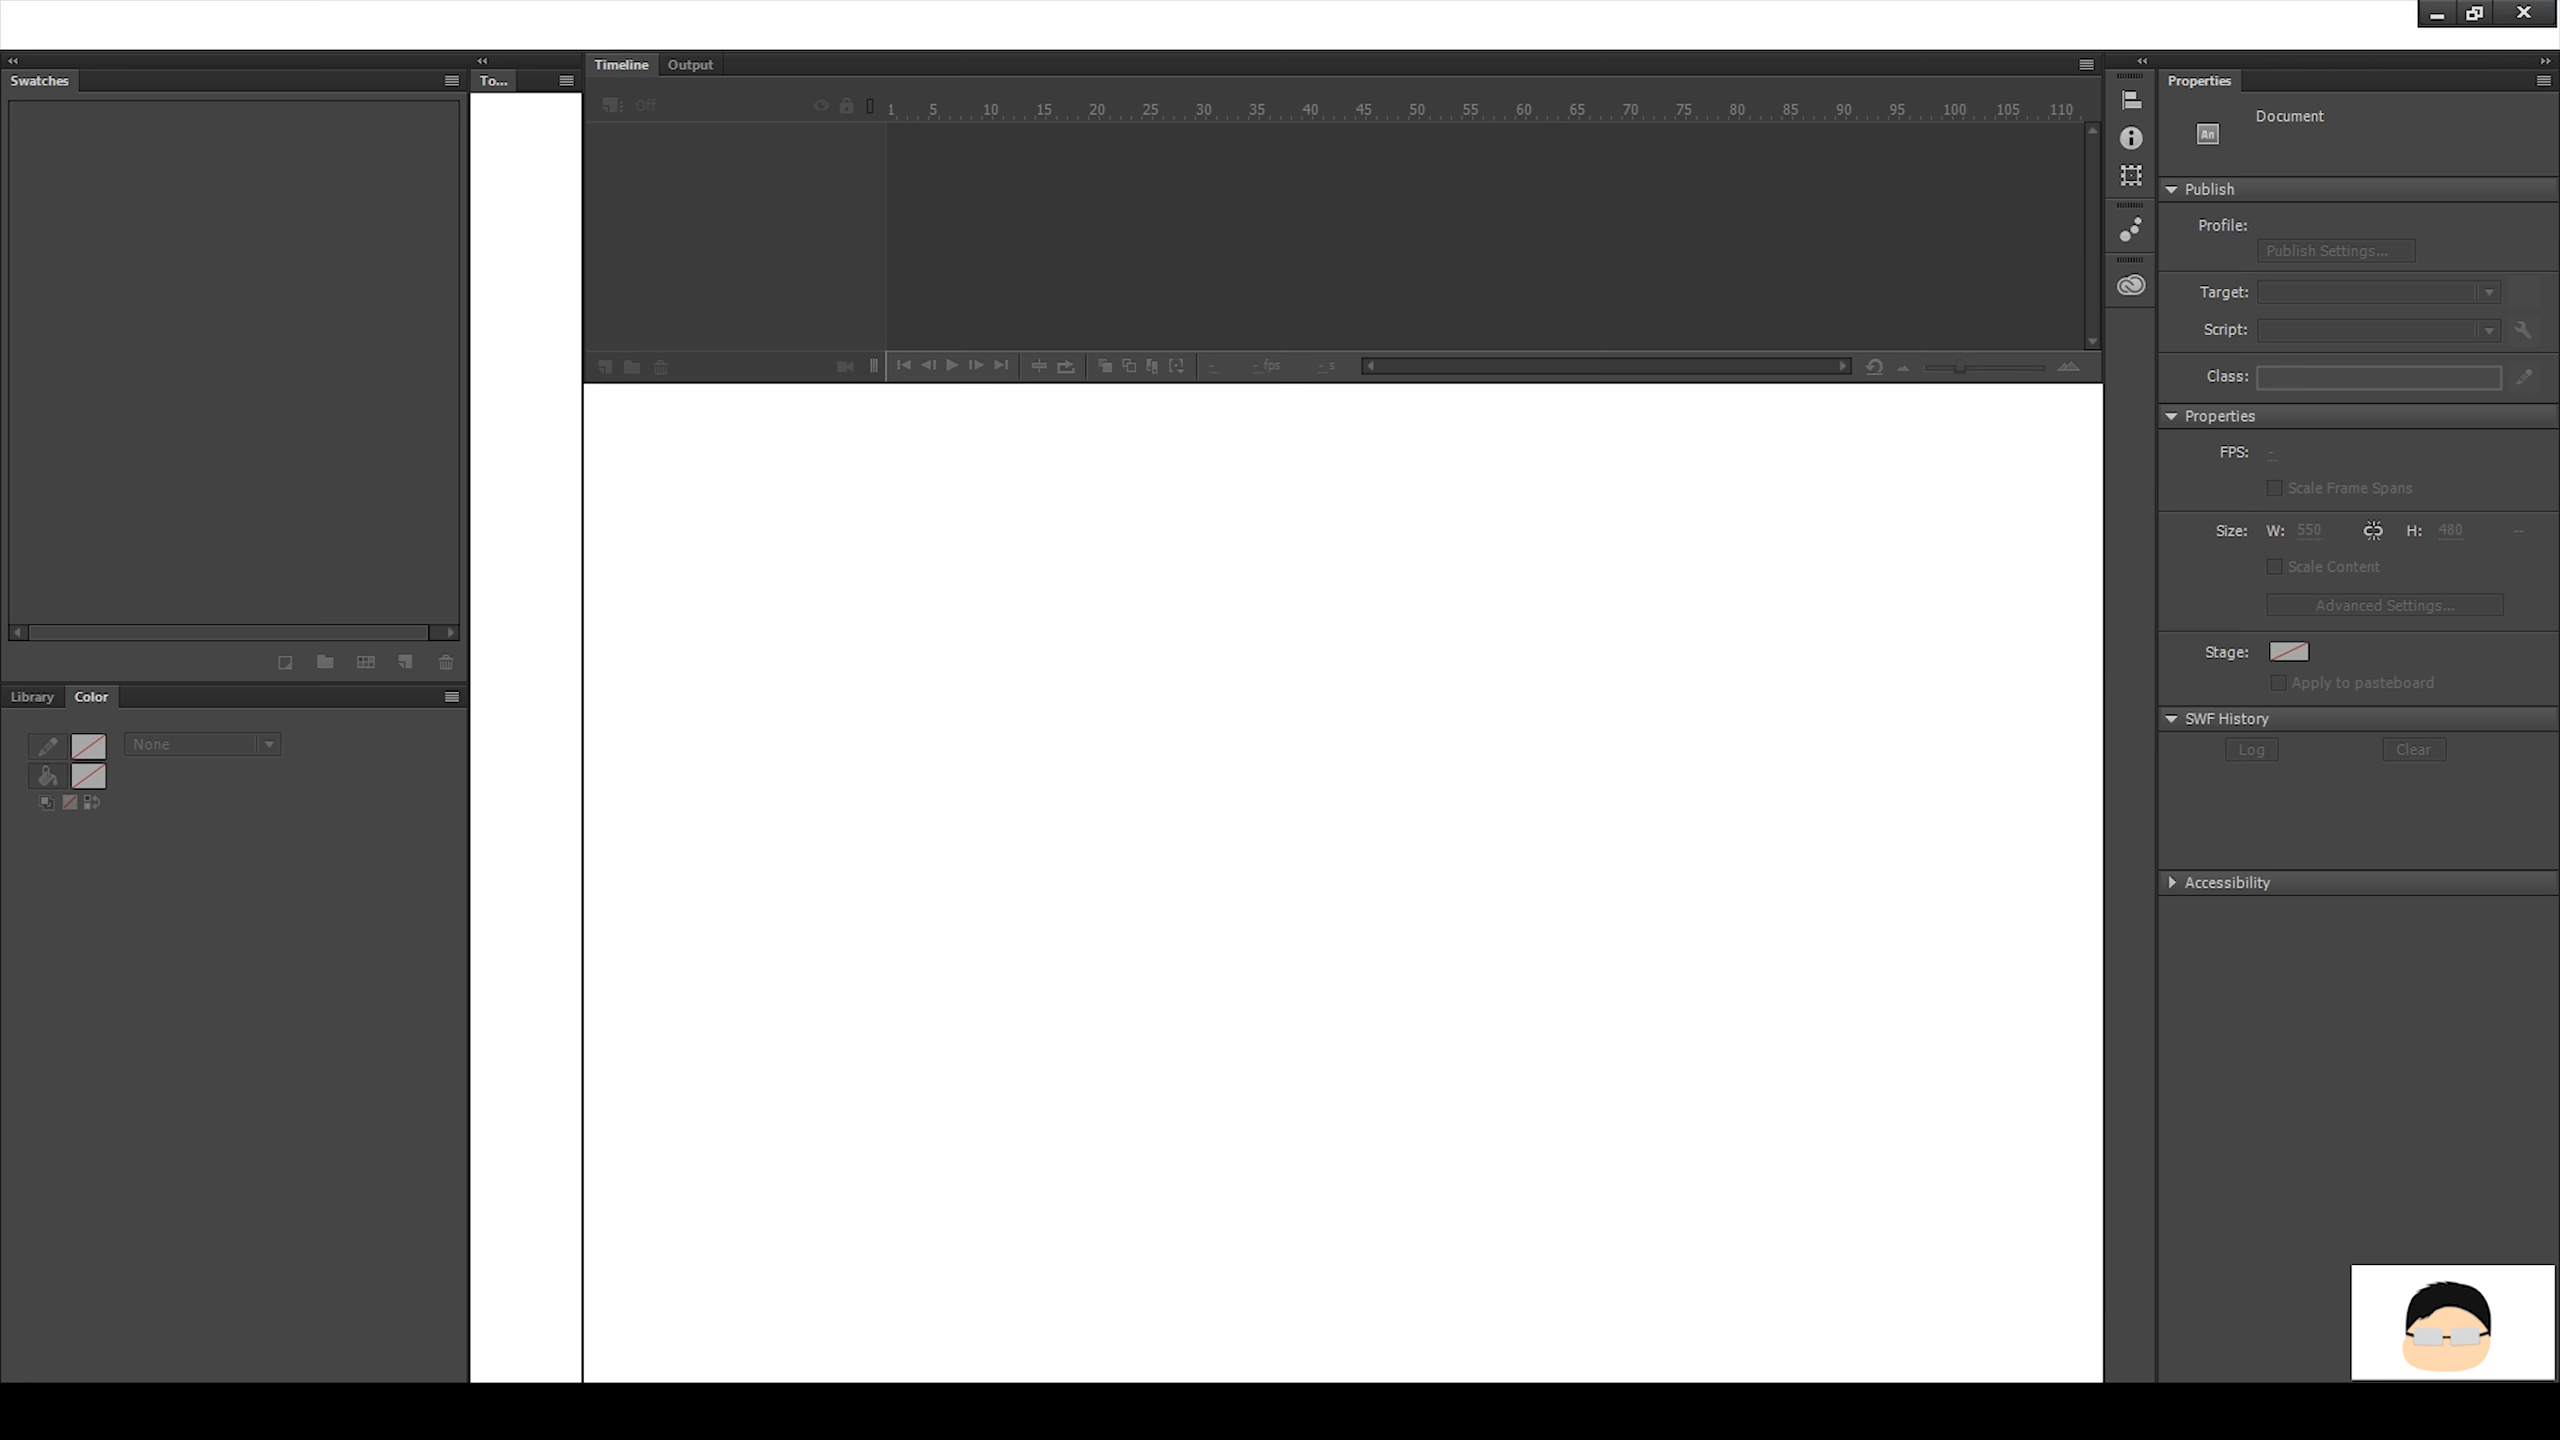 Swatches
To...
Timeline
Output
Off
1 5 10 15 20 25 30 35 40 45 50 55 60 65 70 75 80 85 90 95 100 105 110
- - fps - s
Library
Color
None
Properties
An
Document
Publish
Profile:
Publish Settings...
Target:
Script:
Class:
Properties
FPS: -
Scale Frame Spans
Size: W: 550 H: 480 --
Scale Content
Advanced Settings...
Stage:
Apply to pasteboard
SWF History
Log
Clear
Accessibility